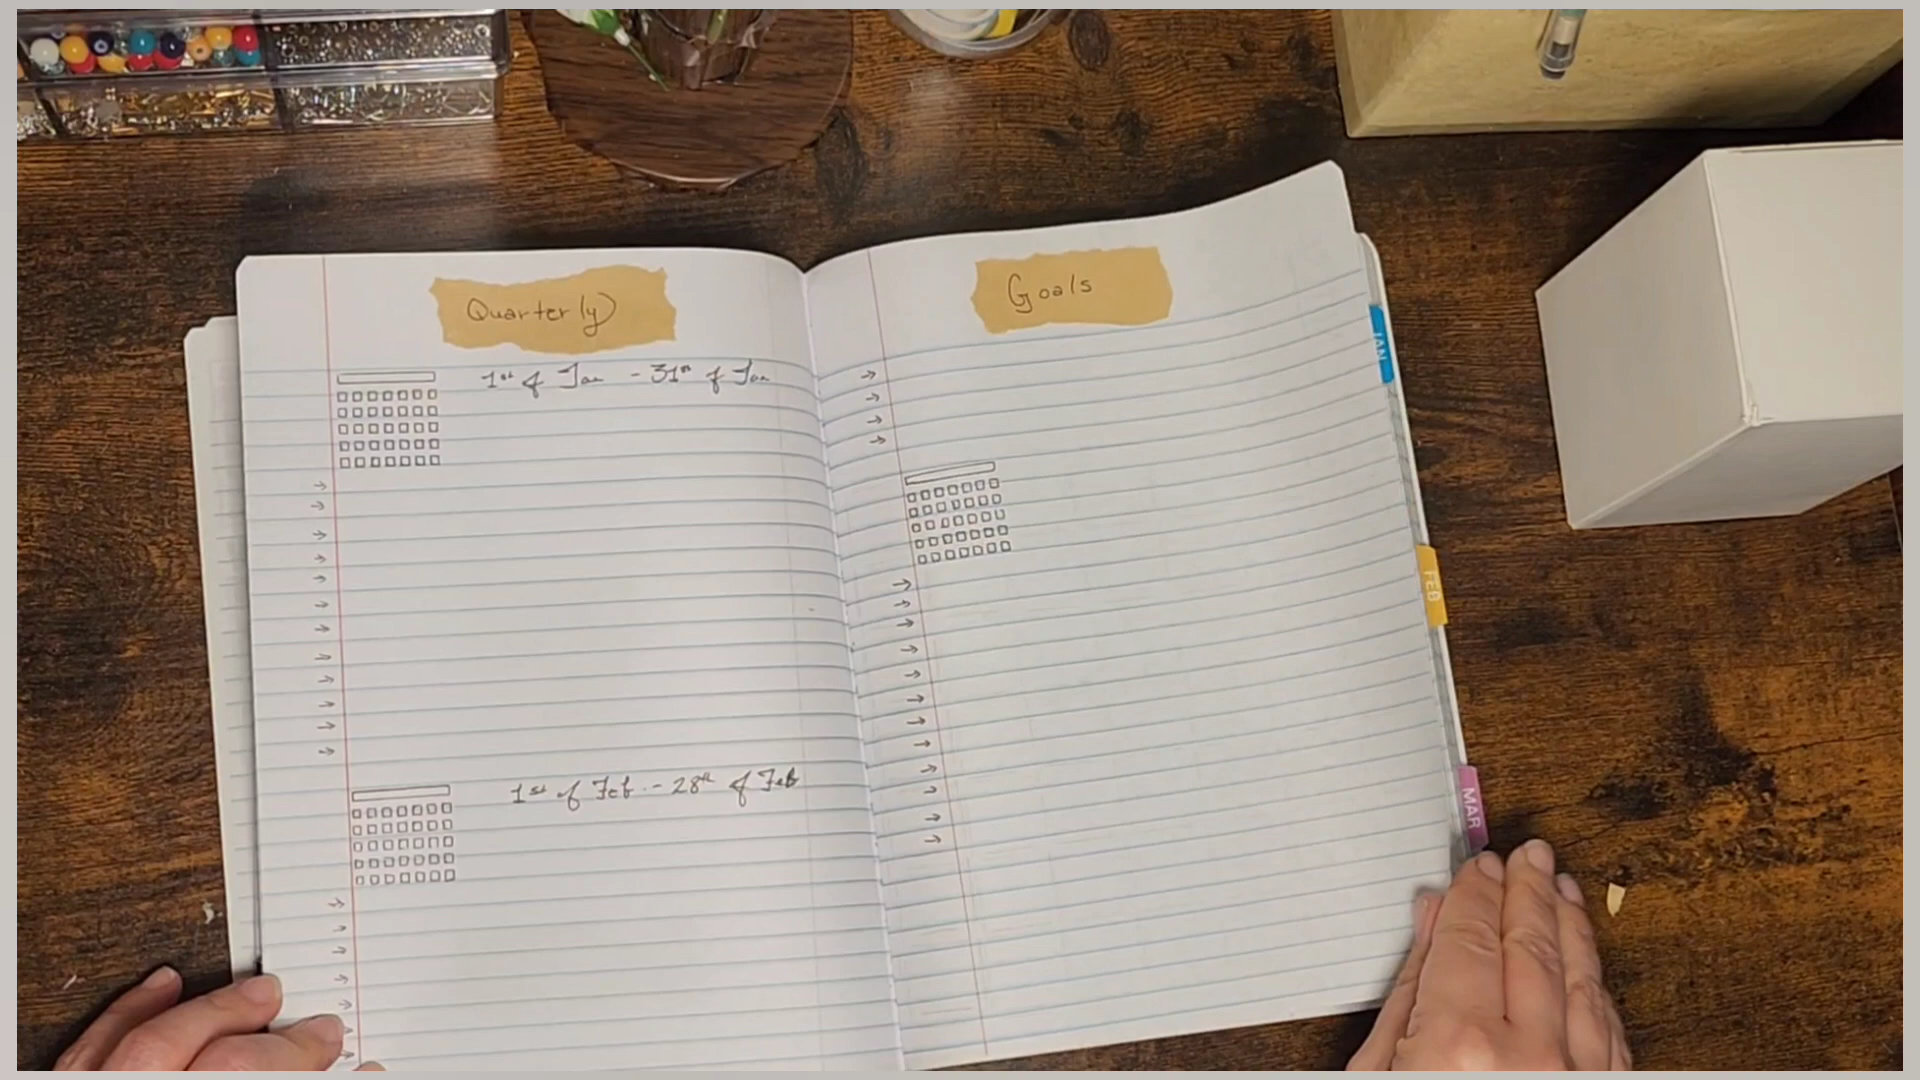 Quarterly
1st of Jan - 31st of Jan
1st of Feb - 28th of Feb
Goals
JAN
FEB
MAR